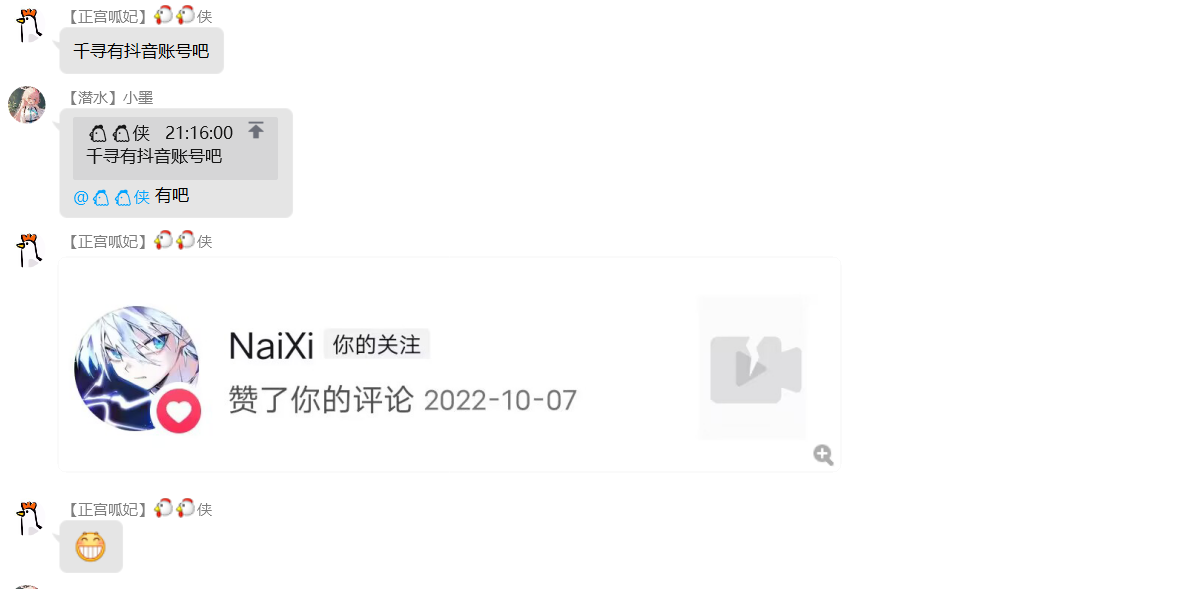 【正宫呱妃】🐔🐔侠
千寻有抖音账号吧
【潜水】小墨
🐔🐔侠 21:16:00
千寻有抖音账号吧
@🐔🐔侠 有吧
【正宫呱妃】🐔🐔侠
NaiXi 你的关注
赞了你的评论 2022-10-07
【正宫呱妃】🐔🐔侠